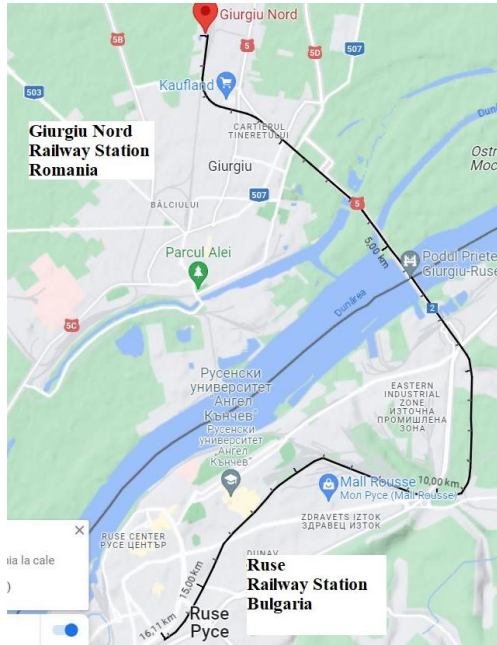 Giurgiu Nord
5B
5
5D
503
Kaufland
Giurgiu Nord
Railway Station
Romania
CARTIERUL
TINERETULUI
Giurgiu
507
507
BĂLCIULUI
5
5,00 km
Parcul Alei
Podul Priete
Giurgiu-Ruse
Dunărea
2
5C
Русенски
университет
"Ангел
Кънчев"
Русенски
университет
"Ангел
Кънчев"
EASTERN
INDUSTRIAL
ZONE
ИЗТОЧНА
ПРОМИШЛЕНА
ЗОНА
10,00 km
Mall Rousse
Мол Русе (Mall Rousse)
ZDRAVETS IZTOK
ЗДРАВЕЦ ИЗТОК
RUSE CENTER
РУСЕ ЦЕНТЪР
DUNAV
Ruse
Railway Station
Bulgaria
ia la cale
)
15,00 km
16,11 km
Ruse
Русе